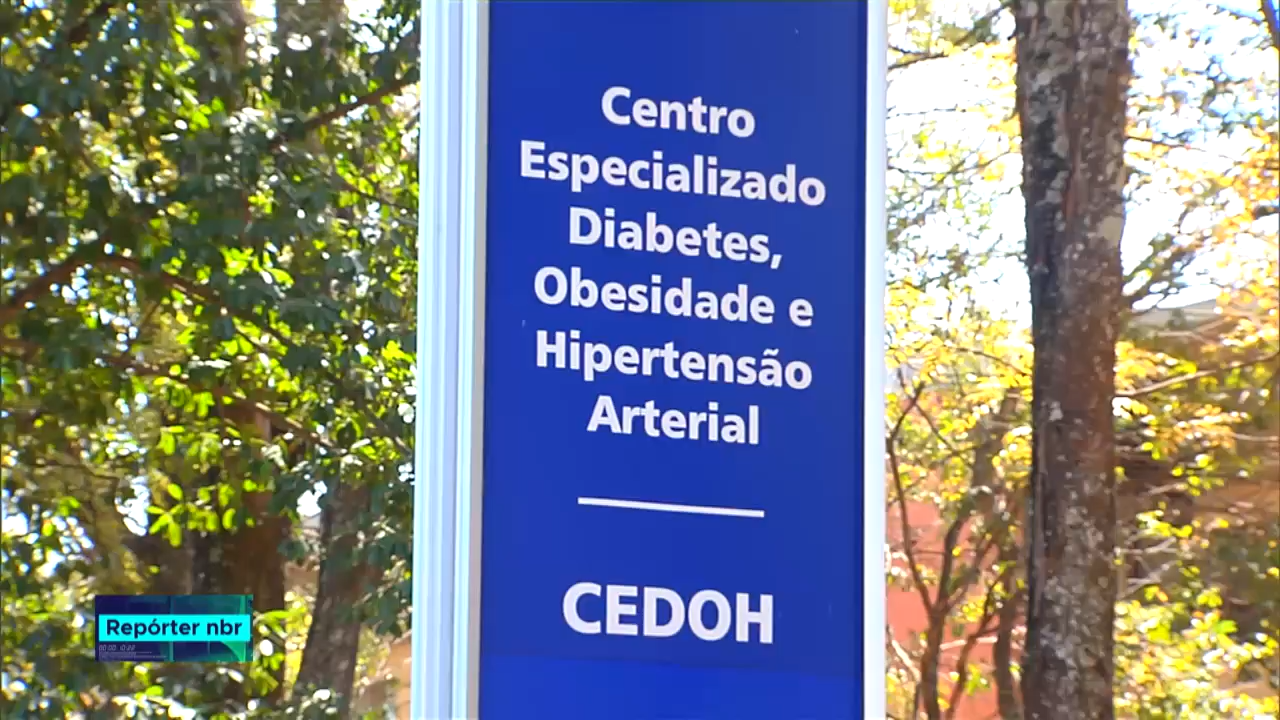 Centro
Especializado
Diabetes,
Obesidade e
Hipertensão
Arterial
CEDOH
Repórter nbr